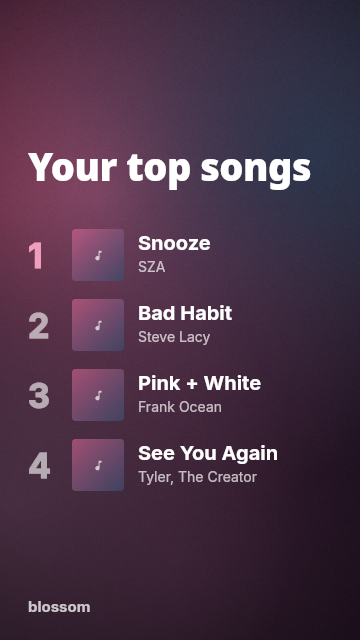 Your top songs
1
Snooze
SZA
2
Bad Habit
Steve Lacy
3
Pink + White
Frank Ocean
4
See You Again
Tyler, The Creator
blossom